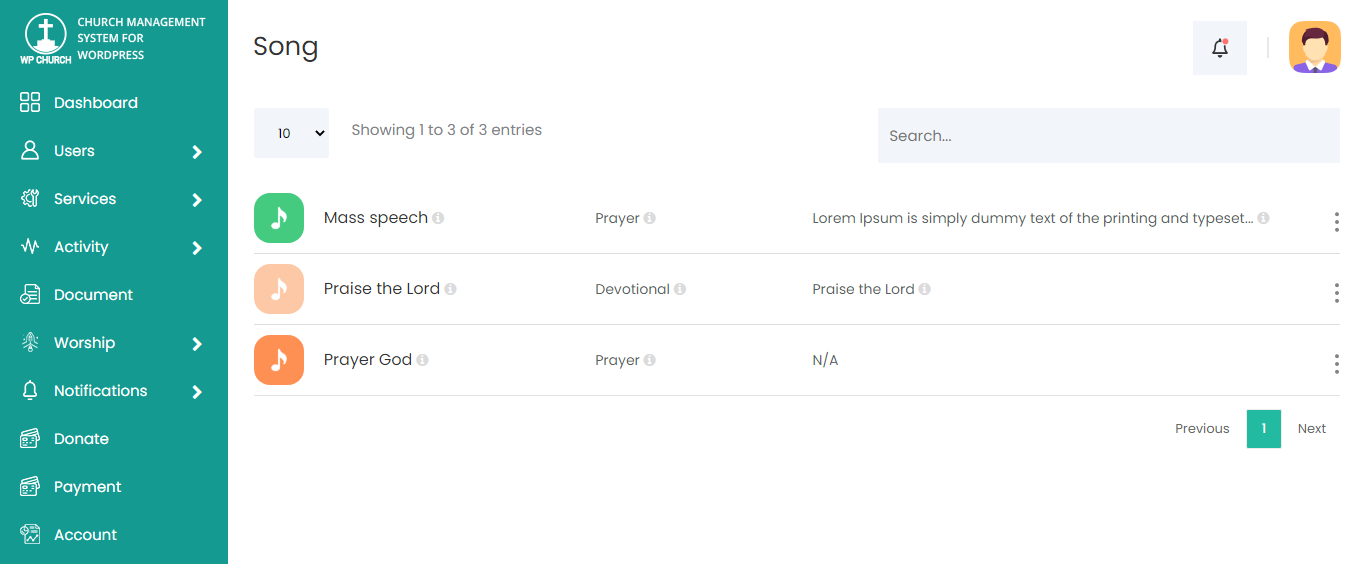 CHURCH MANAGEMENT
SYSTEM FOR
WORDPRESS
WP CHURCH
Dashboard
Users
Services
Activity
Document
Worship
Notifications
Donate
Payment
Account
Song
10
Showing 1 to 3 of 3 entries
Search...
Mass speech Prayer Lorem Ipsum is simply dummy text of the printing and typeset...
Praise the Lord Devotional Praise the Lord
Prayer God Prayer N/A
Previous 1 Next